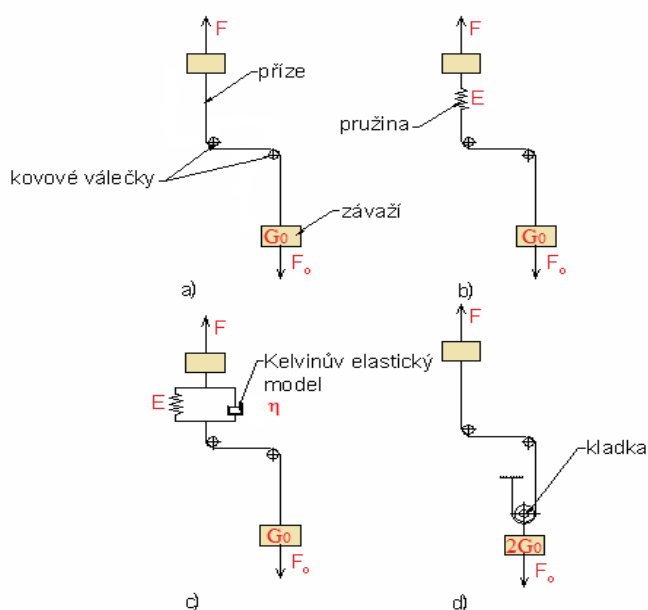 F
příze
kovové válečky
závaží
G0
Fo
a)
F
E
pružina
G0
Fo
b)
F
Kelvinův elastický
model
E
η
G0
Fo
c)
F
kladka
2G0
Fo
d)